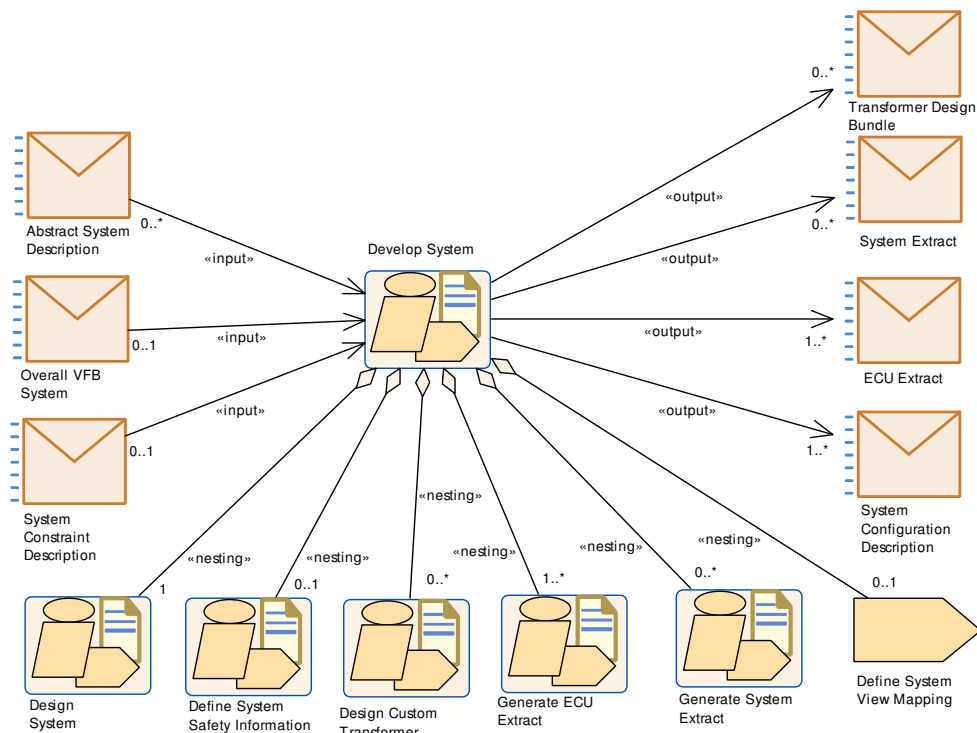 0..*
Transformer Design
Bundle
Abstract System
Description
0..*
«input»
Develop System
«output»
0..*
System Extract
«output»
Overall VFB
System
0..1
«input»
«output»
1..*
ECU Extract
System
Constraint
Description
0..1
«input»
«output»
1..*
System
Configuration
Description
«nesting»
«nesting»
«nesting»
«nesting»
«nesting»
«nesting»
1
0..1
0..*
1..*
0..*
0..1
Design
System
Define System
Safety Information
Design Custom
Transformer
Generate ECU
Extract
Generate System
Extract
Define System
View Mapping